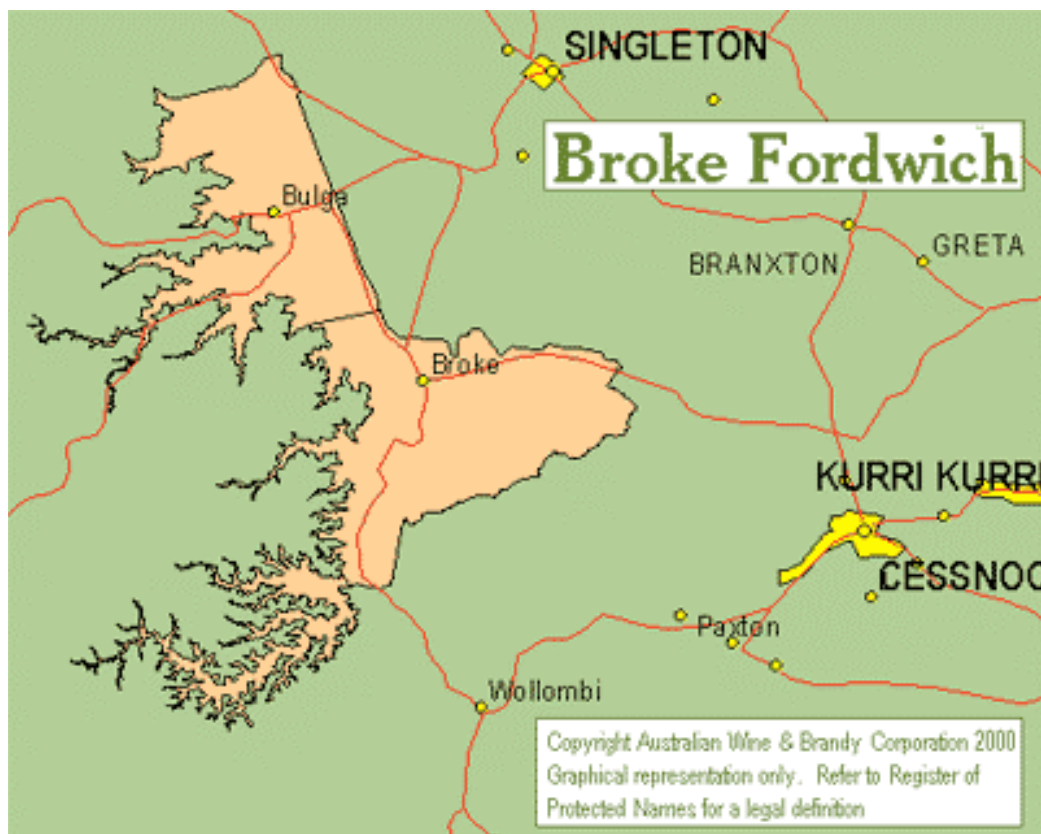 SINGLETON
Broke Fordwich
Bulga
GRETA
BRANXTON
Broke
KURRI KURRI
CESSNOC
Paxton
Wollombi
Copyright Australian Wine & Brandy Corporation 2000
Graphical representation only. Refer to Register of
Protected Names for a legal definition